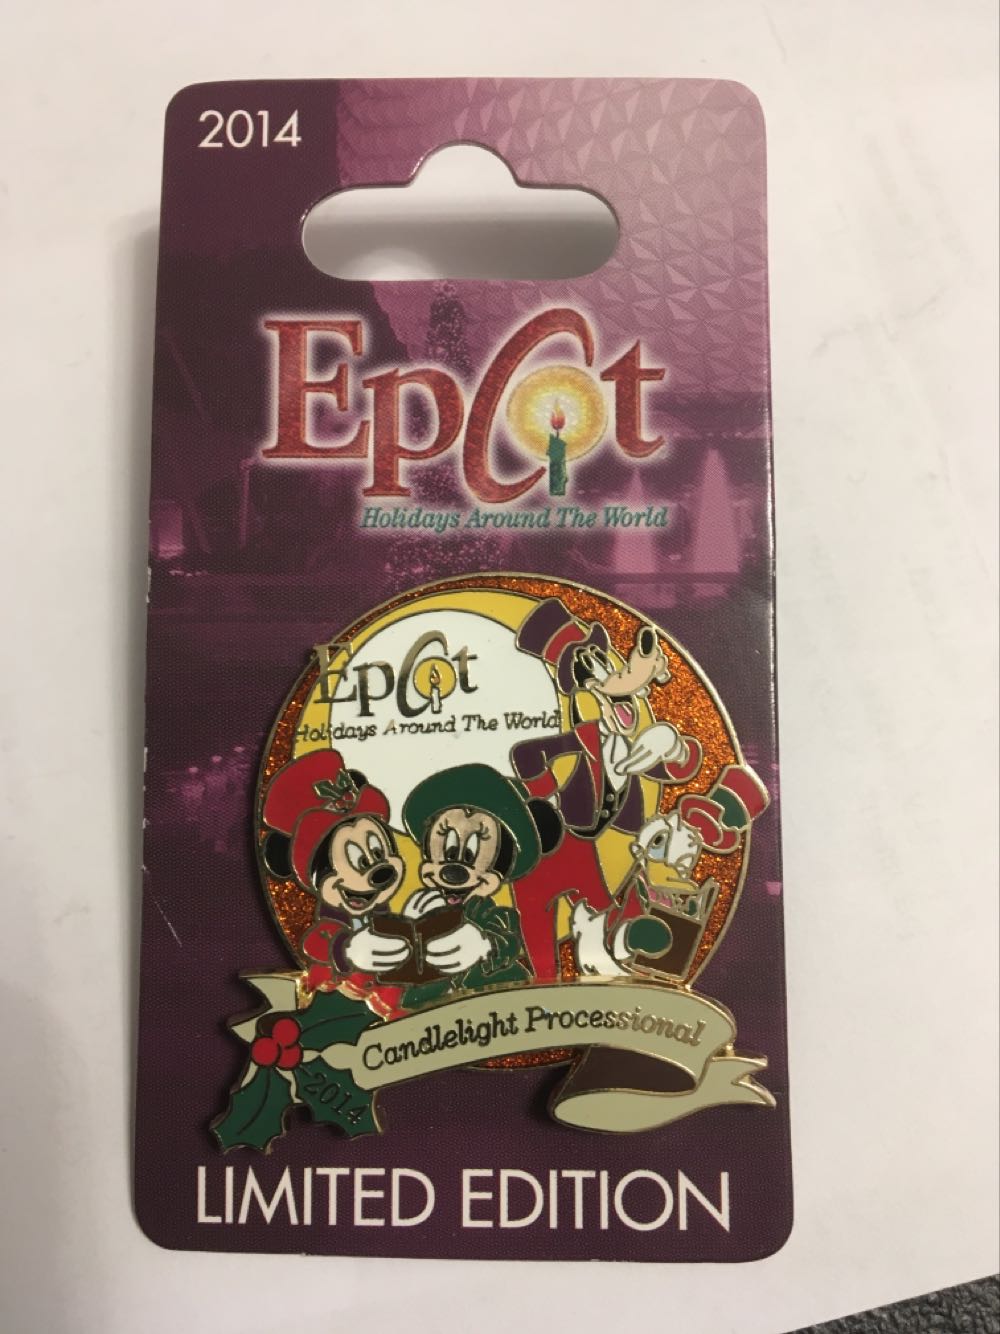 2014
Epcot
Holidays Around The World
Epcot
Holidays Around The World
Candlelight Processional
2014
LIMITED EDITION